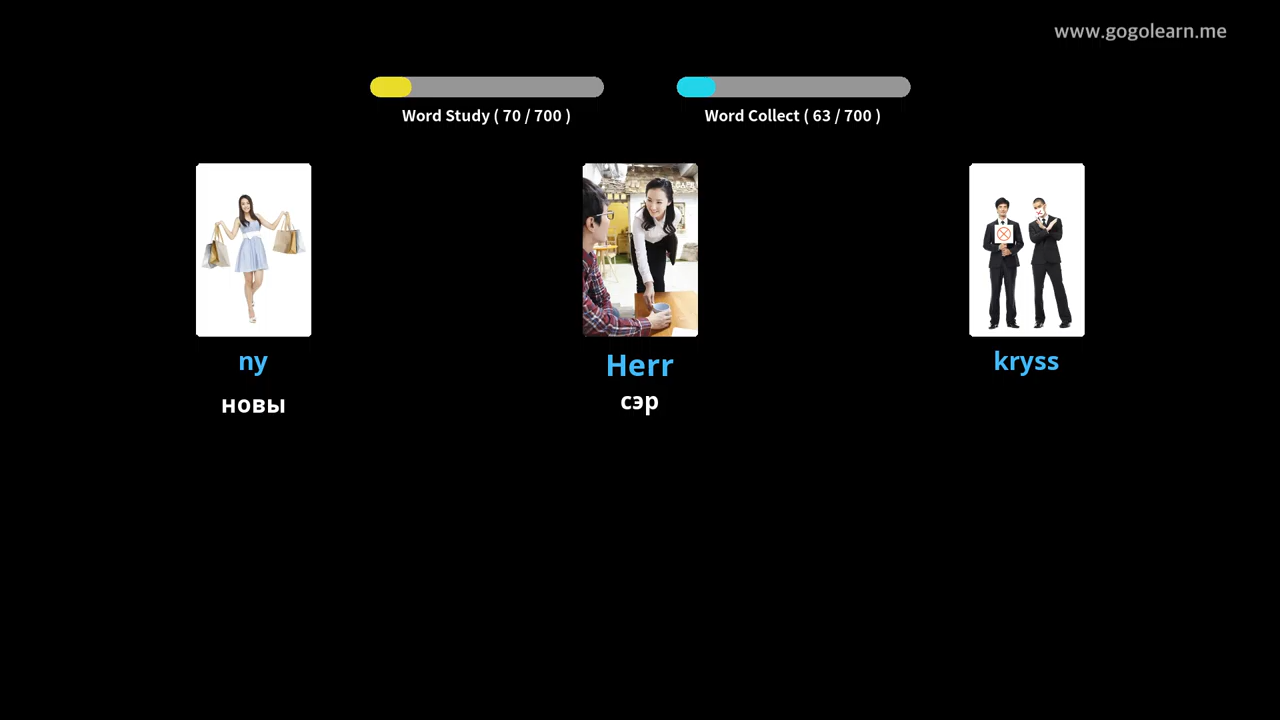 www.gogolearn.me
Word Study ( 70 / 700 )
Word Collect ( 63 / 700 )
ny
Herr
kryss
новы
сэр